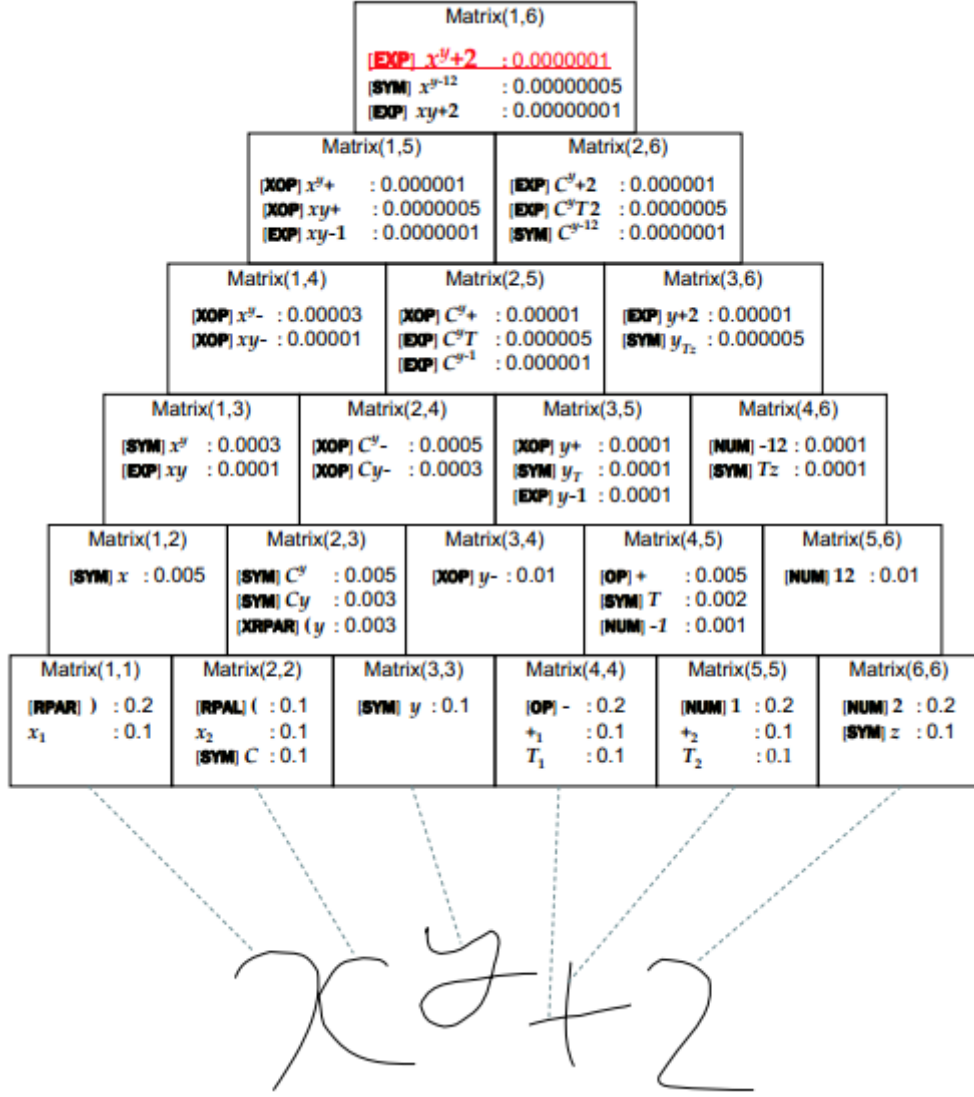 Matrix(1,6)
[EXP] x^y+2 : 0.0000001
[SYM] x^y-12 : 0.00000005
[EXP] xy+2 : 0.00000001
Matrix(1,5)
[XOP] x^y+ : 0.000001
[XOP] xy+ : 0.0000005
[EXP] xy-1 : 0.0000001
Matrix(2,6)
[EXP] C^y+2 : 0.000001
[EXP] C^yT2 : 0.0000005
[SYM] C^y-12 : 0.0000001
Matrix(1,4)
[XOP] x^y- : 0.00003
[XOP] xy- : 0.00001
Matrix(2,5)
[XOP] C^y+ : 0.00001
[EXP] C^yT : 0.000005
[EXP] C^y-1 : 0.000001
Matrix(3,6)
[EXP] y+2 : 0.00001
[SYM] y_Tz : 0.000005
Matrix(1,3)
[SYM] x^y : 0.0003
[EXP] xy : 0.0001
Matrix(2,4)
[XOP] C^y- : 0.0005
[XOP] Cy- : 0.0003
Matrix(3,5)
[XOP] y+ : 0.0001
[SYM] y_T : 0.0001
[EXP] y-1 : 0.0001
Matrix(4,6)
[NUM] -12 : 0.0001
[SYM] Tz : 0.0001
Matrix(1,2)
[SYM] x : 0.005
Matrix(2,3)
[SYM] C^y : 0.005
[SYM] Cy : 0.003
[XRPAR] (y : 0.003
Matrix(3,4)
[XOP] y- : 0.01
Matrix(4,5)
[OP] + : 0.005
[SYM] T : 0.002
[NUM] -1 : 0.001
Matrix(5,6)
[NUM] 12 : 0.01
Matrix(1,1)
[RPAR] ) : 0.2
x₁ : 0.1
Matrix(2,2)
[RPAL] ( : 0.1
x₂ : 0.1
[SYM] C : 0.1
Matrix(3,3)
[SYM] y : 0.1
Matrix(4,4)
[OP] - : 0.2
+₁ : 0.1
T₁ : 0.1
Matrix(5,5)
[NUM] 1 : 0.2
+₂ : 0.1
T₂ : 0.1
Matrix(6,6)
[NUM] 2 : 0.2
[SYM] z : 0.1
x^y+2